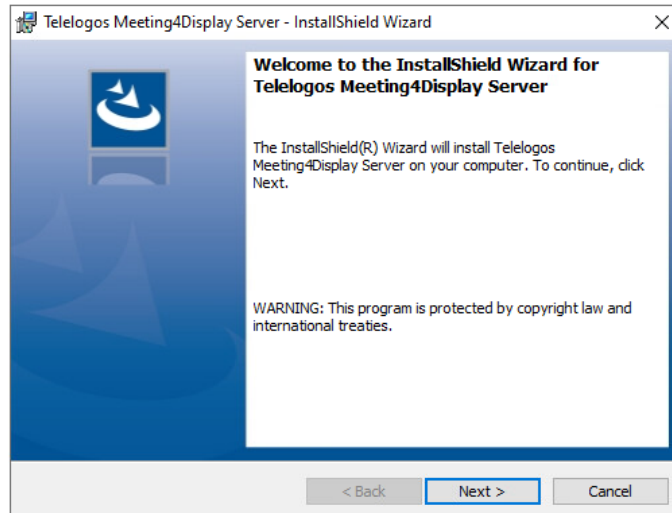 Telelogos Meeting4Display Server - InstallShield Wizard
Welcome to the InstallShield Wizard for
Telelogos Meeting4Display Server
The InstallShield(R) Wizard will install Telelogos
Meeting4Display Server on your computer. To continue, click
Next.
WARNING: This program is protected by copyright law and
international treaties.
< Back
Next >
Cancel